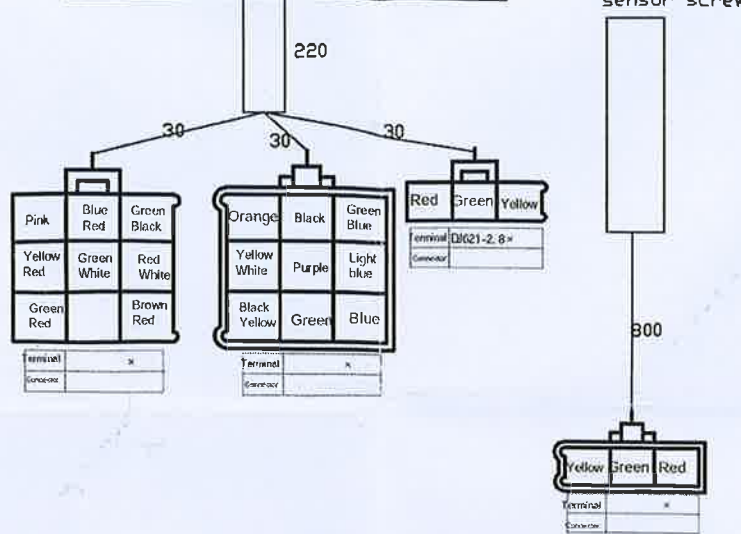 sensor screw
220
30
30
30
Pink
Blue
Red
Green
Black
Yellow
Red
Green
White
Red
White
Green
Red
Brown
Red
Terminal
×
Connector
Orange
Black
Green
Blue
Yellow
White
Purple
Light
blue
Black
Yellow
Green
Blue
Terminal
×
Connector
Red
Green
Yellow
Terminal
DJ621-2.8×
Connector
800
Yellow
Green
Red
Terminal
×
Connector